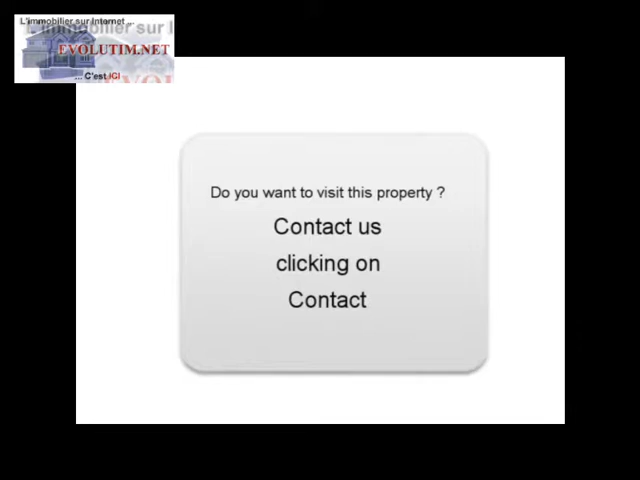 L'immobilier sur Internet ...
EVOLUTIM.NET
... C'est ICI
Do you want to visit this property ?
Contact us
clicking on
Contact